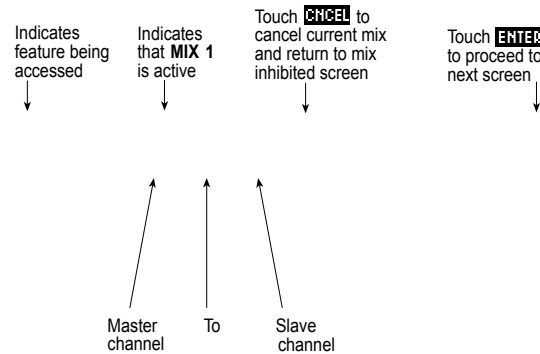 Indicates
feature being
accessed
Indicates
that MIX 1
is active
Touch CNCEL to
cancel current mix
and return to mix
inhibited screen
Touch ENTER
to proceed to
next screen
Master
channel
To
Slave
channel